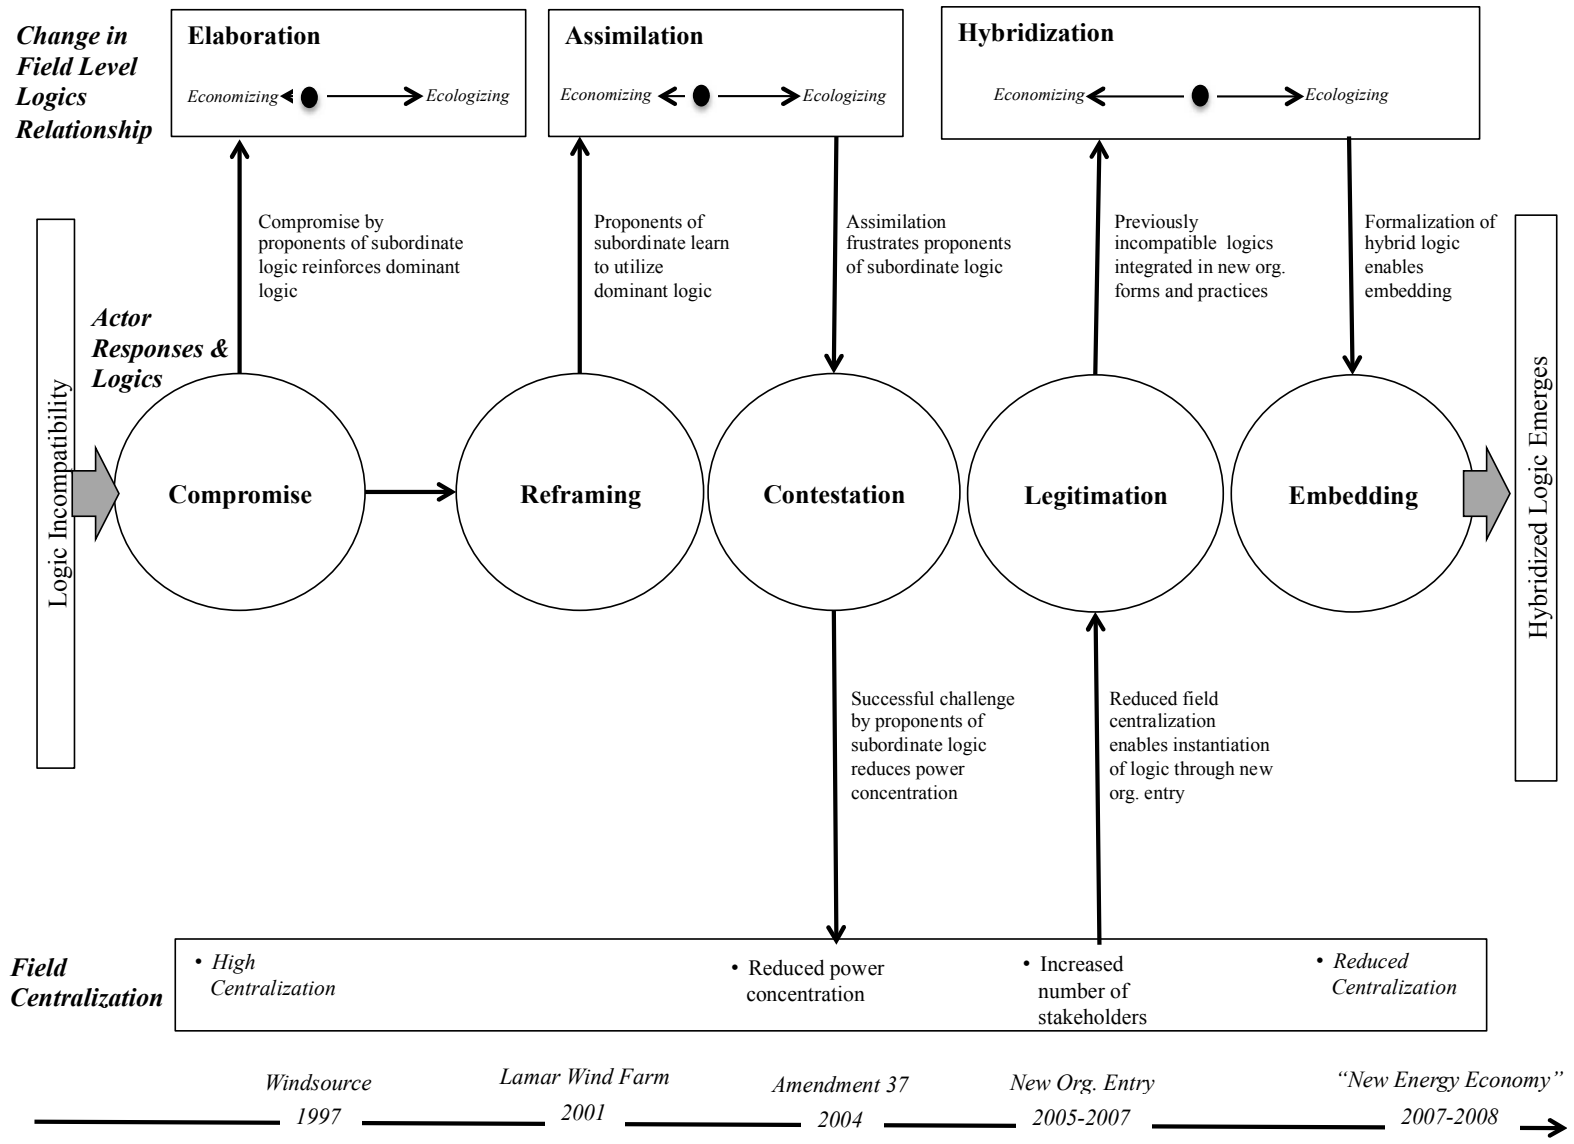 Change in
Field Level
Logics
Relationship
Elaboration
Economizing
Ecologizing
Assimilation
Economizing
Ecologizing
Hybridization
Economizing
Ecologizing
Compromise by
proponents of subordinate
logic reinforces dominant
logic
Proponents of
subordinate learn
to utilize
dominant logic
Assimilation
frustrates proponents
of subordinate logic
Previously
incompatible logics
integrated in new org.
forms and practices
Formalization of
hybrid logic
enables
embedding
Actor
Responses &
Logics
Logic Incompatibility
Compromise
Reframing
Contestation
Legitimation
Embedding
Hybridized Logic Emerges
Successful challenge
by proponents of
subordinate logic
reduces power
concentration
Reduced field
centralization
enables instantiation
of logic through new
org. entry
Field
Centralization
• High
Centralization
• Reduced power
concentration
• Increased
number of
stakeholders
• Reduced
Centralization
Windsource
1997
Lamar Wind Farm
2001
Amendment 37
2004
New Org. Entry
2005-2007
“New Energy Economy”
2007-2008